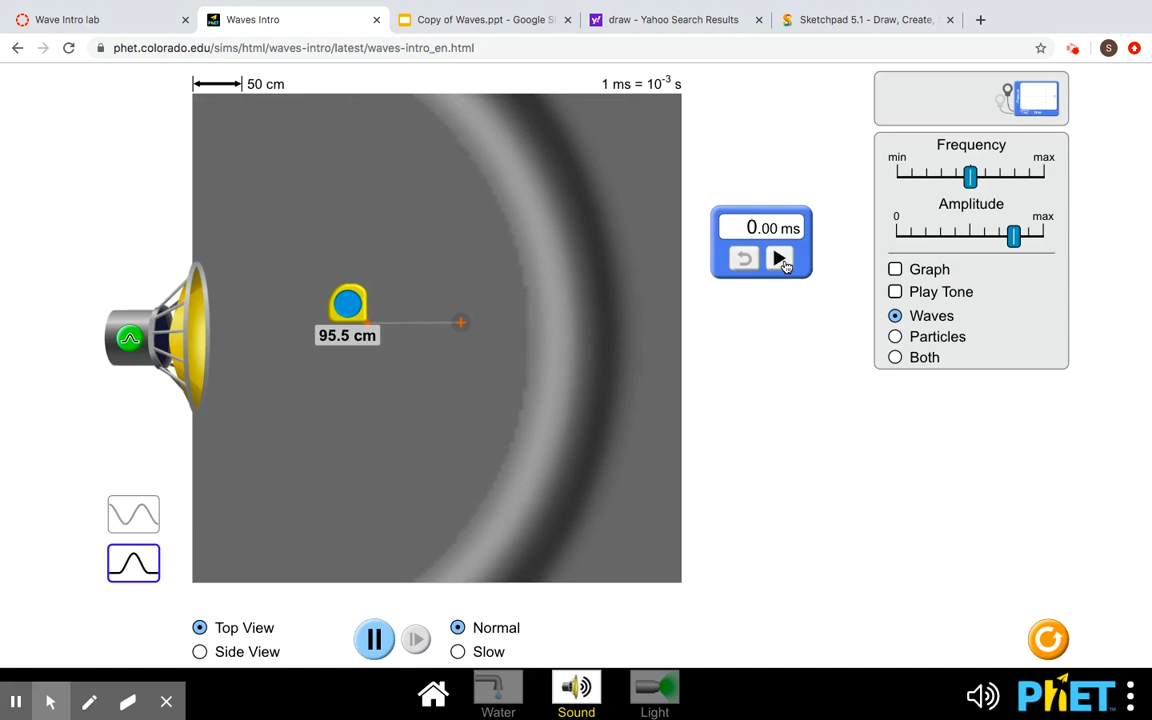 Wave Intro lab
Waves Intro
Copy of Waves.ppt - Google Sl
draw - Yahoo Search Results
Sketchpad 5.1 - Draw, Create,
phet.colorado.edu/sims/html/waves-intro/latest/waves-intro_en.html
S
50 cm
1 ms = 10⁻³ s
Frequency
min
max
Amplitude
0
max
0.00 ms
Graph
Play Tone
Waves
Particles
Both
95.5 cm
Top View
Side View
Normal
Slow
Water
Sound
Light
PhET